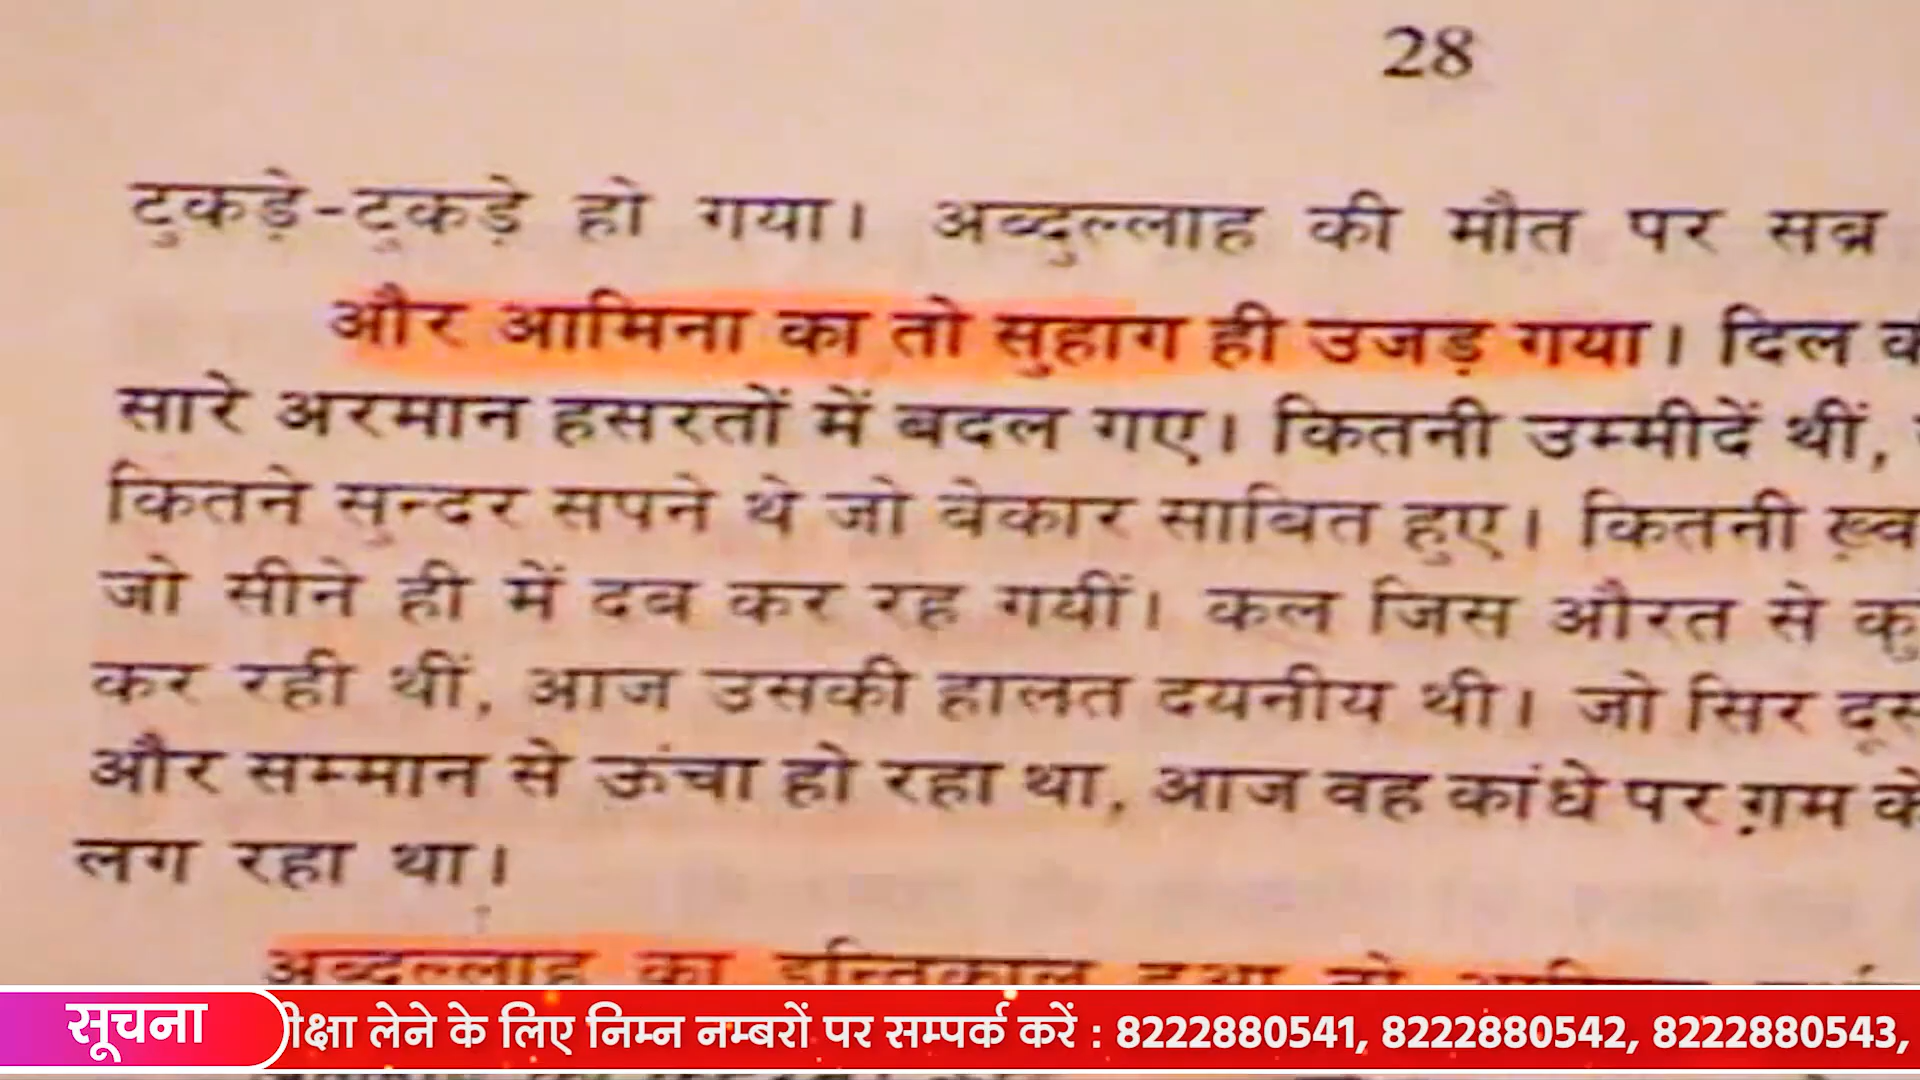 28
टुकड़े-टुकड़े हो गया। अब्दुल्लाह की मौत पर सब्र
और आमिना का तो सुहाग ही उजड़ गया। दिल
सारे अरमान हसरतों में बदल गए। कितनी उम्मीदें थीं,
कितने सुन्दर सपने थे जो बेकार साबित हुए। कितनी
जो सीने ही में दब कर रह गयीं। कल जिस औरत से
कर रही थीं, आज उसकी हालत दयनीय थी। जो सिर
और सम्मान से ऊंचा हो रहा था, आज वह कांधे पर ग़म
लग रहा था।
अब्दुल्लाह का इन्तिकाल हुआ तो
सूचना
लेने के लिए निम्न नम्बरों पर सम्पर्क करें : 8222880541, 8222880542, 8222880543,